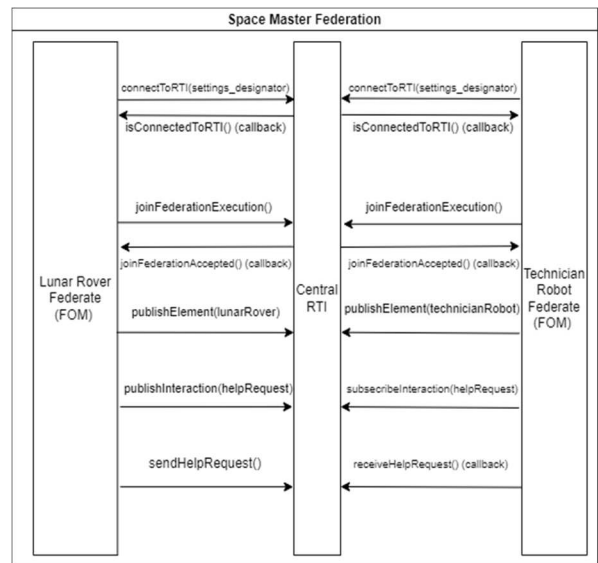 Space Master Federation
connectToRTI(settings_designator)
connectToRTI(settings_designator)
isConnectedToRTI() (callback)
isConnectedToRTI() (callback)
joinFederationExecution()
joinFederationExecution()
joinFederationAccepted() (callback)
joinFederationAccepted() (callback)
Lunar Rover
Federate
(FOM)
Central
RTI
Technician
Robot
Federate
(FOM)
publishElement(lunarRover)
publishElement(technicianRobot)
publishInteraction(helpRequest)
subsecribeInteraction(helpRequest)
sendHelpRequest()
receiveHelpRequest() (callback)